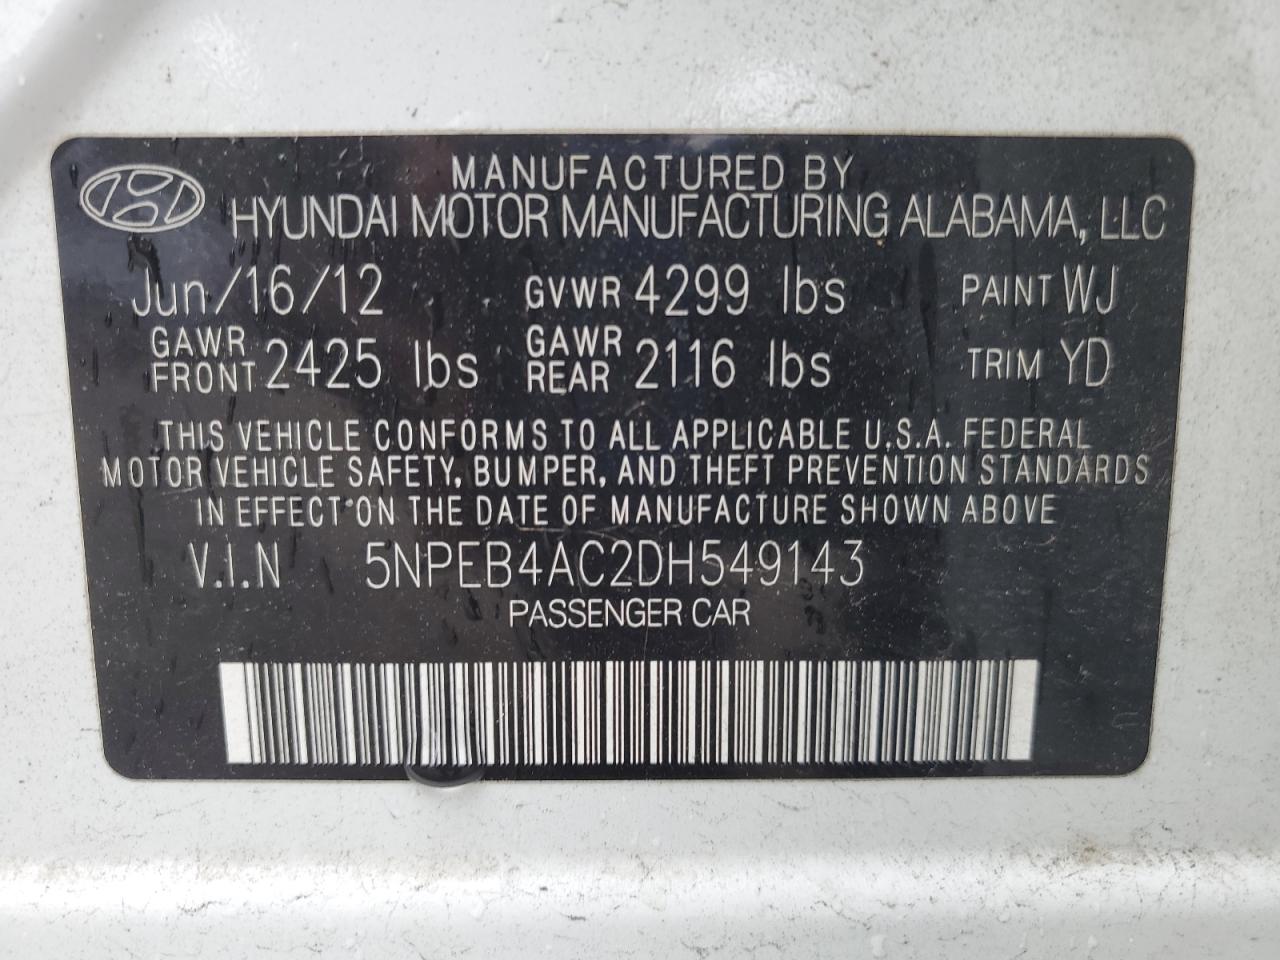 MANUFACTURED BY
HYUNDAI MOTOR MANUFACTURING ALABAMA, LLC
Jun/16/12 GVWR 4299 lbs PAINT WJ
GAWR FRONT 2425 lbs GAWR REAR 2116 lbs TRIM YD
THIS VEHICLE CONFORMS TO ALL APPLICABLE U.S.A. FEDERAL
MOTOR VEHICLE SAFETY, BUMPER, AND THEFT PREVENTION STANDARDS
IN EFFECT ON THE DATE OF MANUFACTURE SHOWN ABOVE
V.I.N 5NPEB4AC2DH549143
PASSENGER CAR